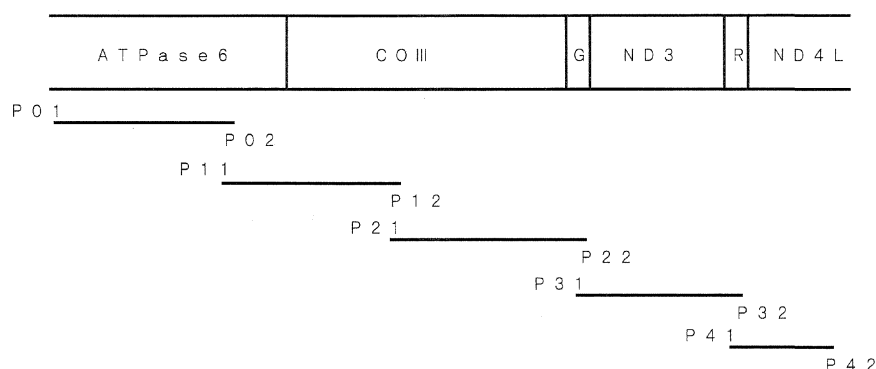 ATPase6 COⅢ G ND3 R ND4L
P01
P02
P11
P12
P21
P22
P31
P32
P41
P42